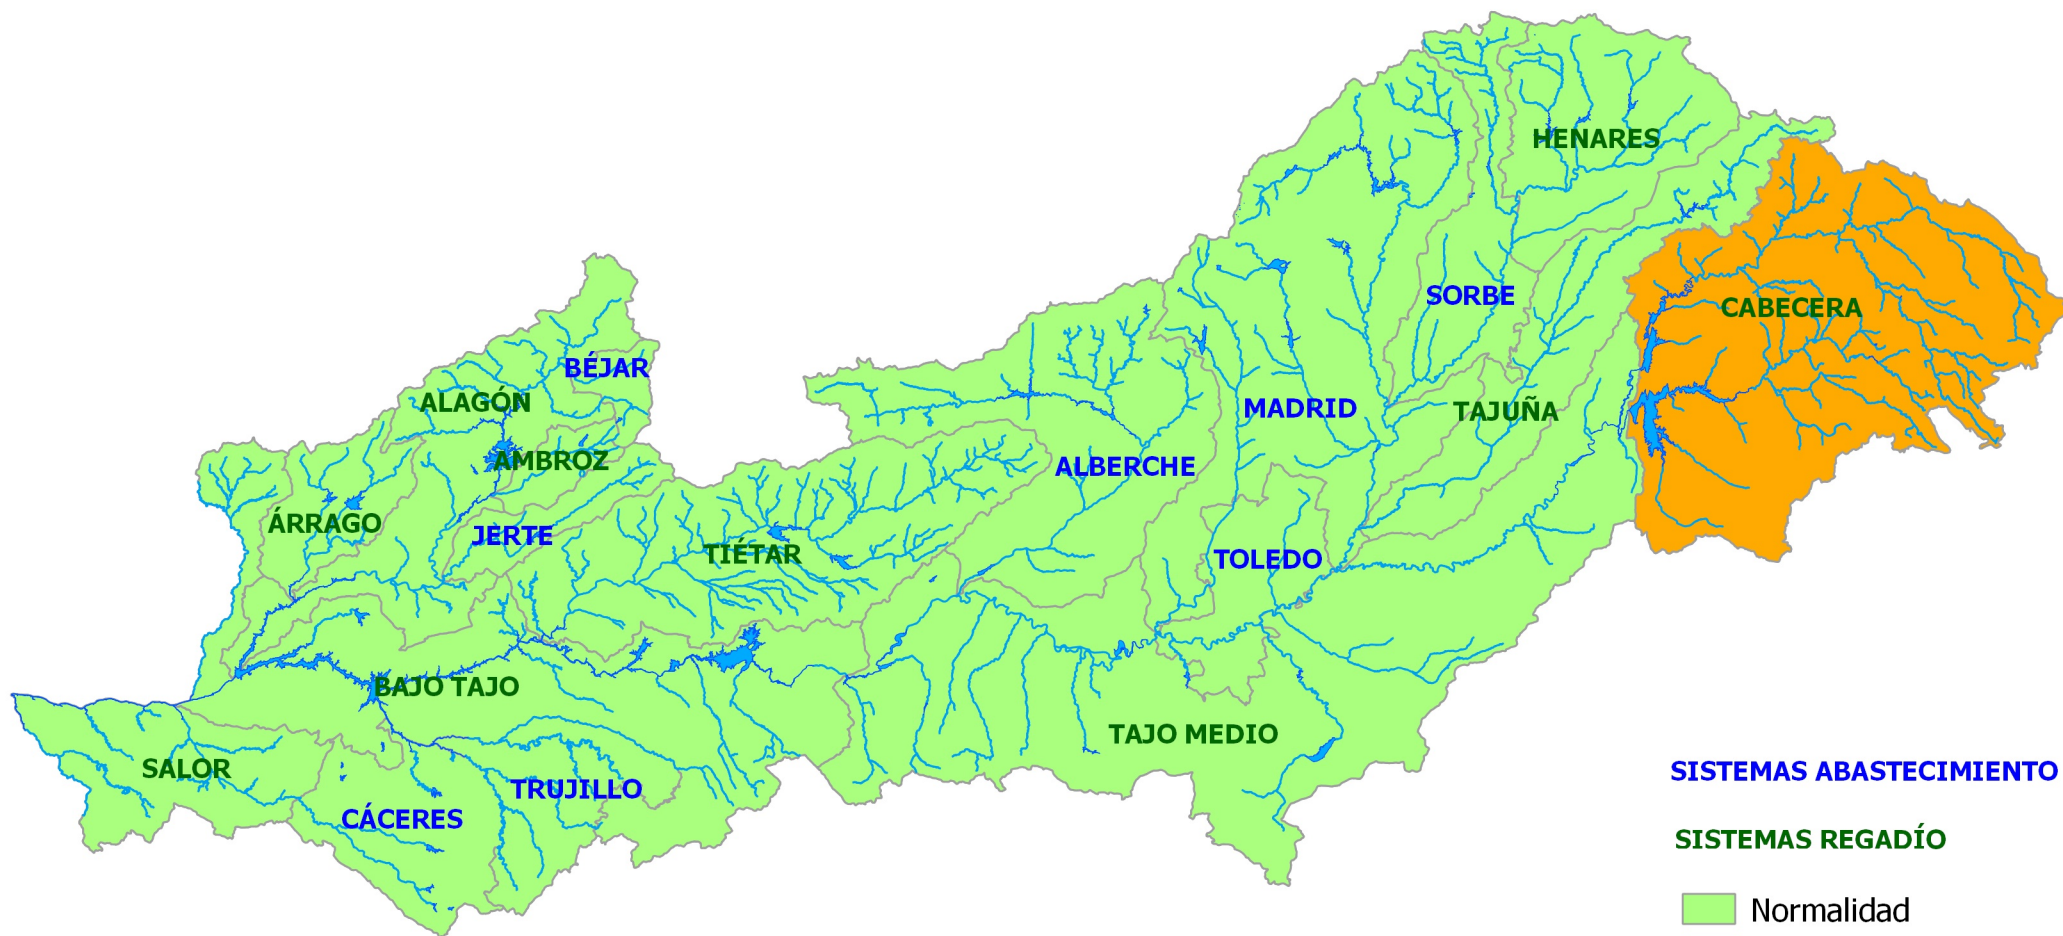 HENARES
SORBE
CABECERA
BÉJAR
ALAGÓN
MADRID
TAJUÑA
AMBROZ
ALBERCHE
ÁRRAGO
JERTE
TIÉTAR
TOLEDO
BAJO TAJO
TAJO MEDIO
SALOR
TRUJILLO
CÁCERES
SISTEMAS ABASTECIMIENTO
SISTEMAS REGADÍO
Normalidad